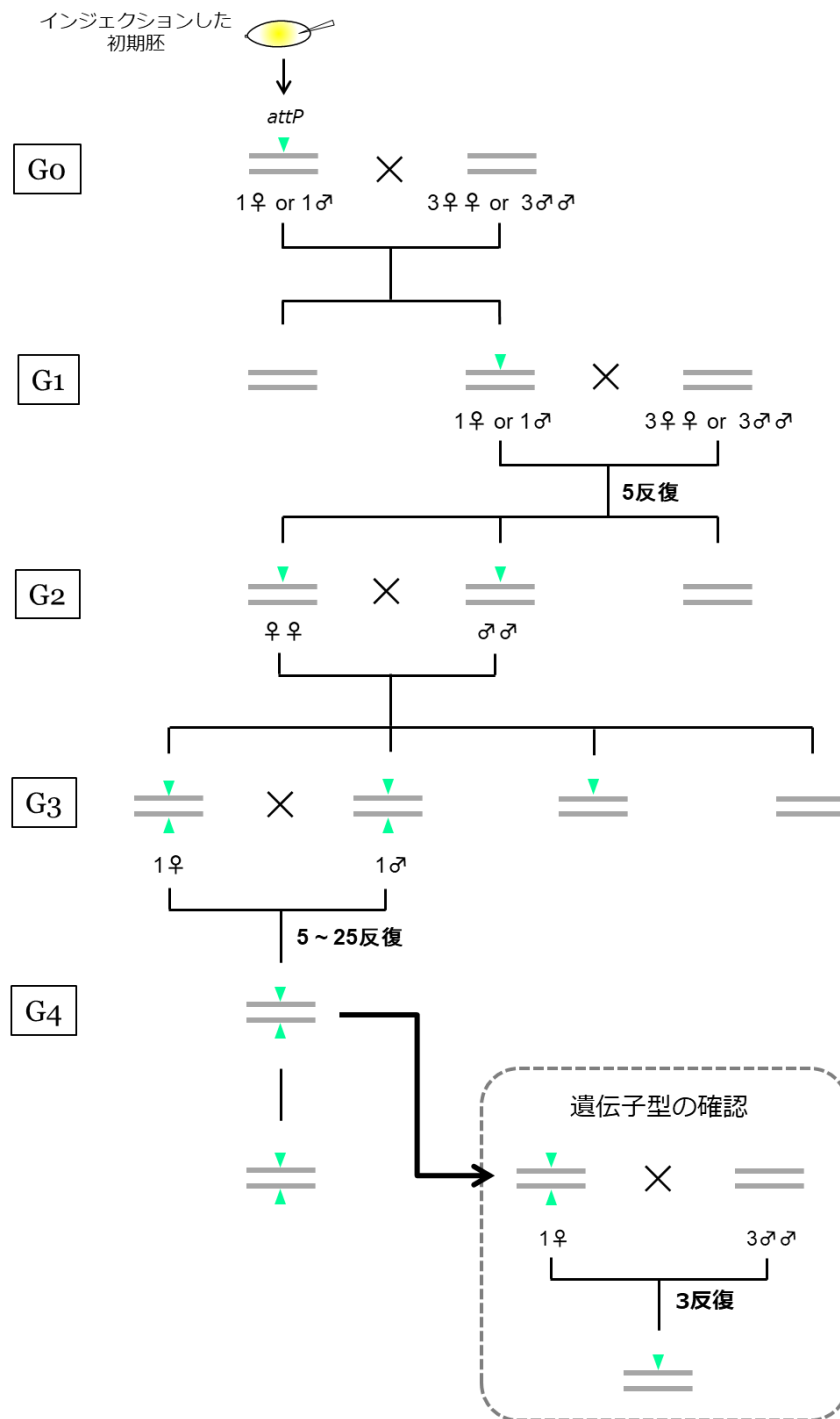 インジェクションした
初期胚
attP
G0
1♀ or 1♂
3♀♀ or 3♂♂
G1
1♀ or 1♂
3♀♀ or 3♂♂
5反復
G2
♀♀
♂♂
G3
1♀
1♂
5~25反復
G4
遺伝子型の確認
1♀
3♂♂
3反復